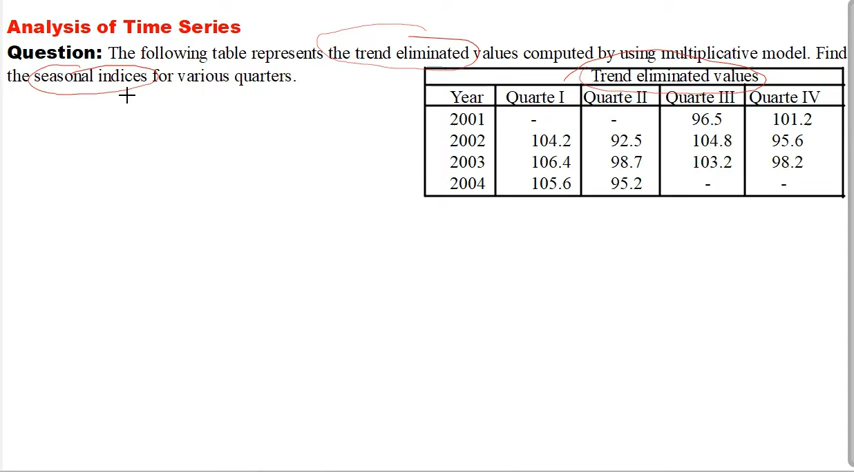 Analysis of Time Series
Question: The following table represents the trend eliminated values computed by using multiplicative model. Find
the seasonal indices for various quarters.
Trend eliminated values
Year Quarte I Quarte II Quarter III Quarte IV
2001 - - 96.5 101.2
2002 104.2 92.5 104.8 95.6
2003 106.4 98.7 103.2 98.2
2004 105.6 95.2 - -